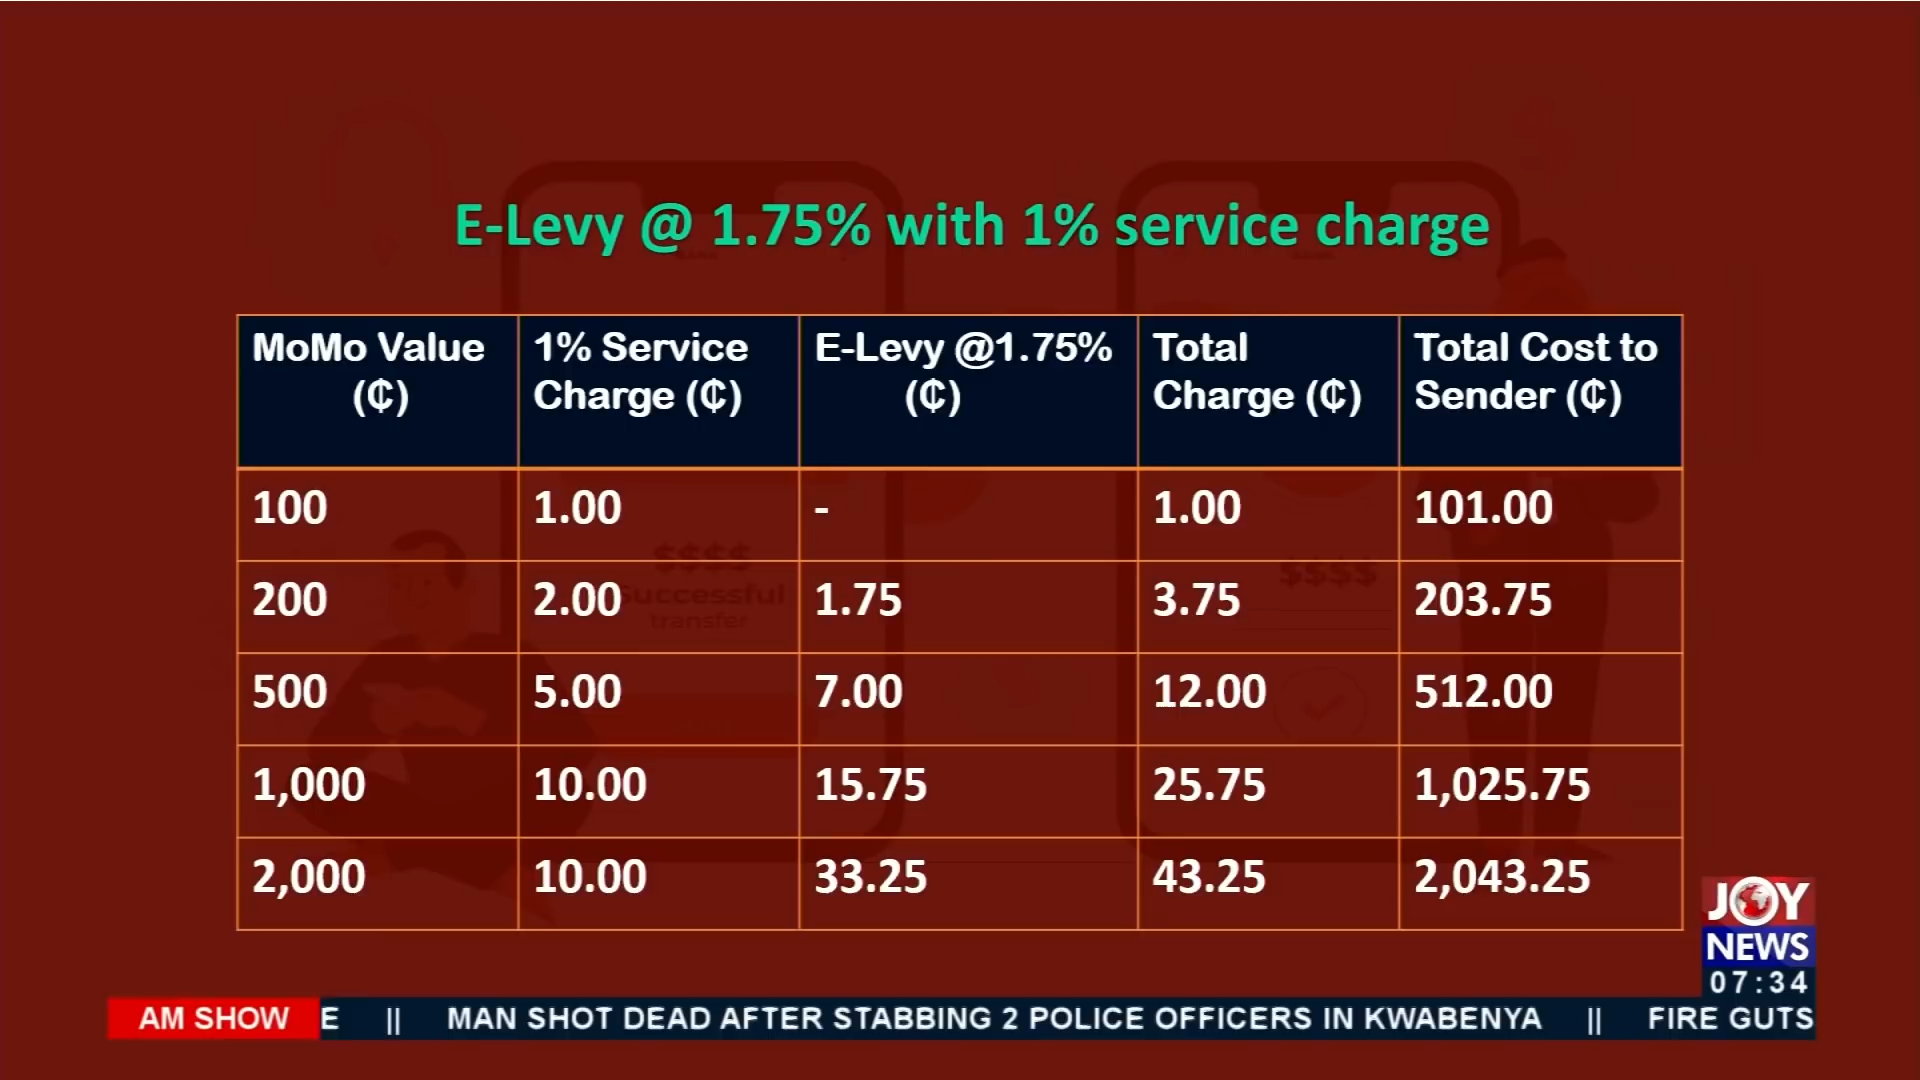 E-Levy @ 1.75% with 1% service charge
MoMo Value (₵) 1% Service Charge (₵) E-Levy @1.75% (₵) Total Charge (₵) Total Cost to Sender (₵)
100 1.00 - 1.00 101.00
200 2.00 1.75 3.75 203.75
500 5.00 7.00 12.00 512.00
1,000 10.00 15.75 25.75 1,025.75
2,000 10.00 33.25 43.25 2,043.25
$$$$
Successful
transfer
$$$$
JOY
NEWS
07:34
AM SHOW E || MAN SHOT DEAD AFTER STABBING 2 POLICE OFFICERS IN KWABENYA || FIRE GUTS